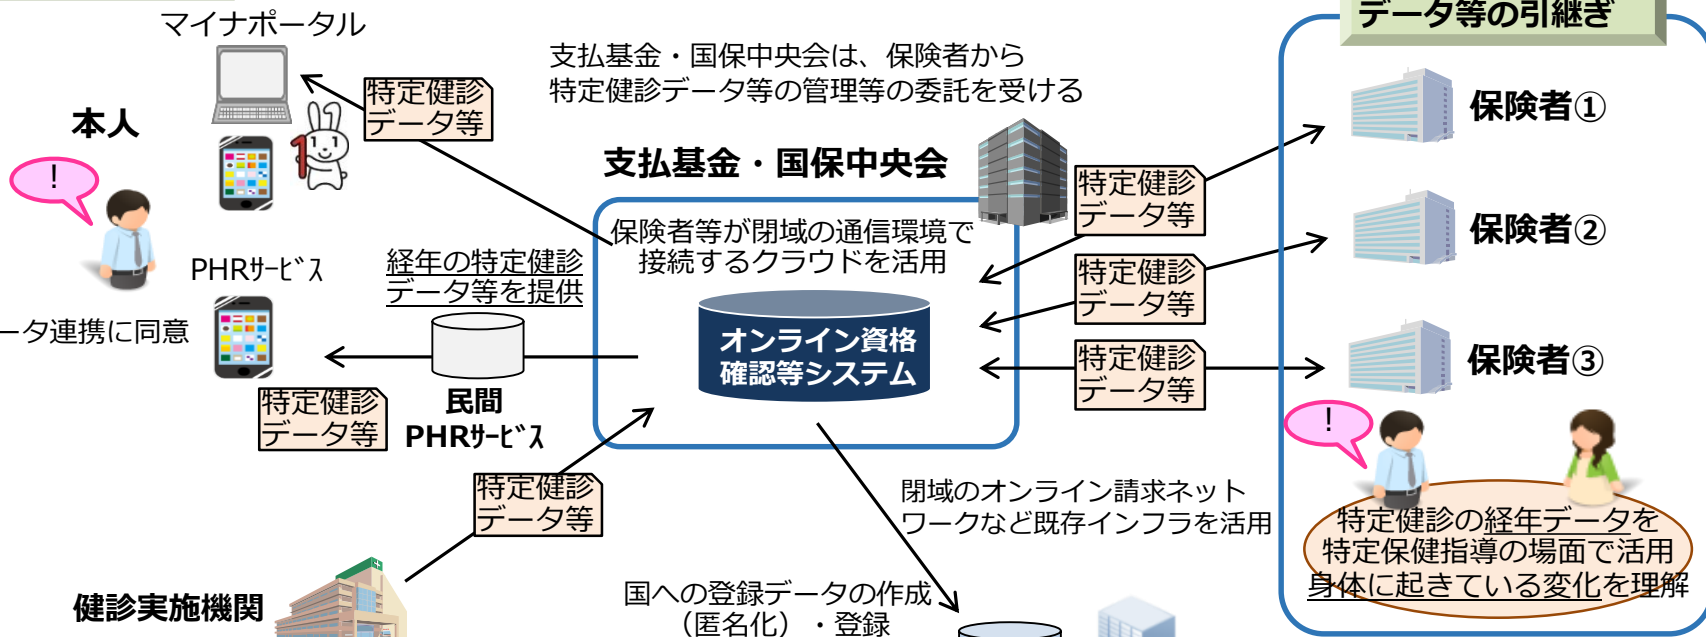 マイナポータル
特定健診
データ等
本人
!
PHRｻｰﾋﾞｽ
ータ連携に同意
経年の特定健診
データ等を提供
特定健診
データ等
民間
PHRｻｰﾋﾞｽ
特定健診
データ等
健診実施機関
支払基金・国保中央会は、保険者から
特定健診データ等の管理等の委託を受ける
支払基金・国保中央会
保険者等が閉域の通信環境で
接続するクラウドを活用
オンライン資格
確認等システム
閉域のオンライン請求ネット
ワークなど既存インフラを活用
国への登録データの作成
（匿名化）・登録
特定健診
データ等
特定健診
データ等
特定健診
データ等
データ等の引継ぎ
保険者①
保険者②
保険者③
!
特定健診の経年データを
特定保健指導の場面で活用
身体に起きている変化を理解